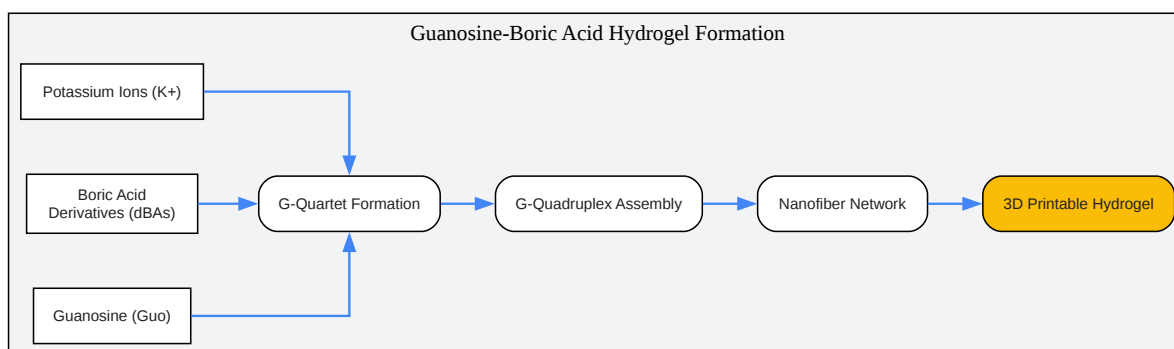 Guanosine-Boric Acid Hydrogel Formation
Potassium Ions (K+)
Boric Acid
Derivatives (dBAs)
G-Quartet Formation
G-Quadruplex Assembly
Nanofiber Network
3D Printable Hydrogel
Guanosine (Guo)